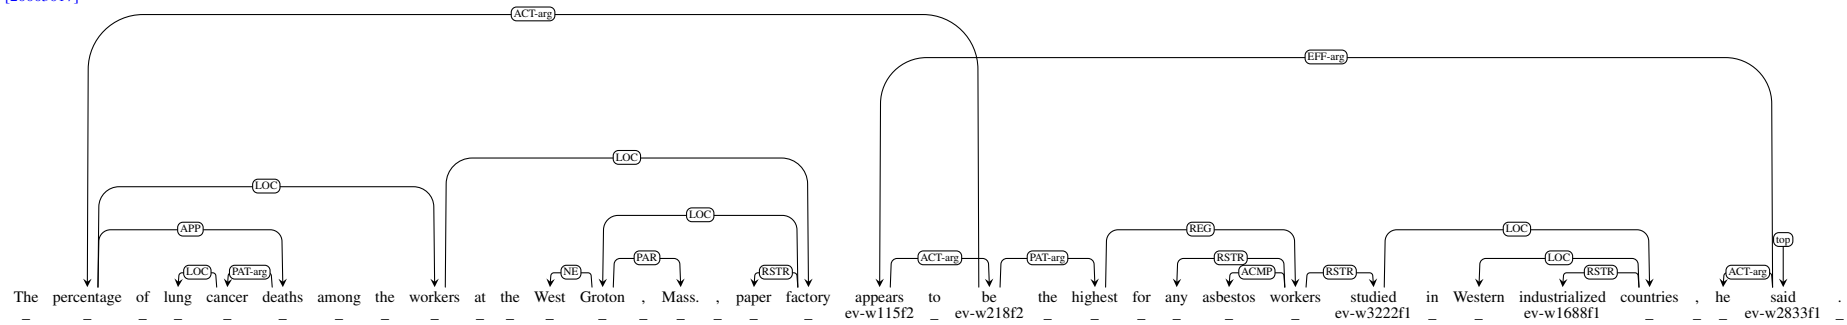 ACT-arg
EFF-arg
LOC
LOC
LOC
APP REG LOC top
PAR ACT-arg PAT-arg RSTR LOC
LOC PAT-arg NE RSTR ACMP RSTR RSTR ACT-arg
The percentage of lung cancer deaths among the workers at the West Groton , Mass. , paper factory appears to be the highest for any asbestos workers studied in Western industrialized countries , he said .
_ _ _ _ _ _ _ _ _ _ _ _ _ _ _ _ _ _ ev-w115f2 _ ev-w218f2 _ _ _ _ _ _ ev-w3222f1 _ _ ev-w1688f1 _ _ _ ev-w2833f1 _